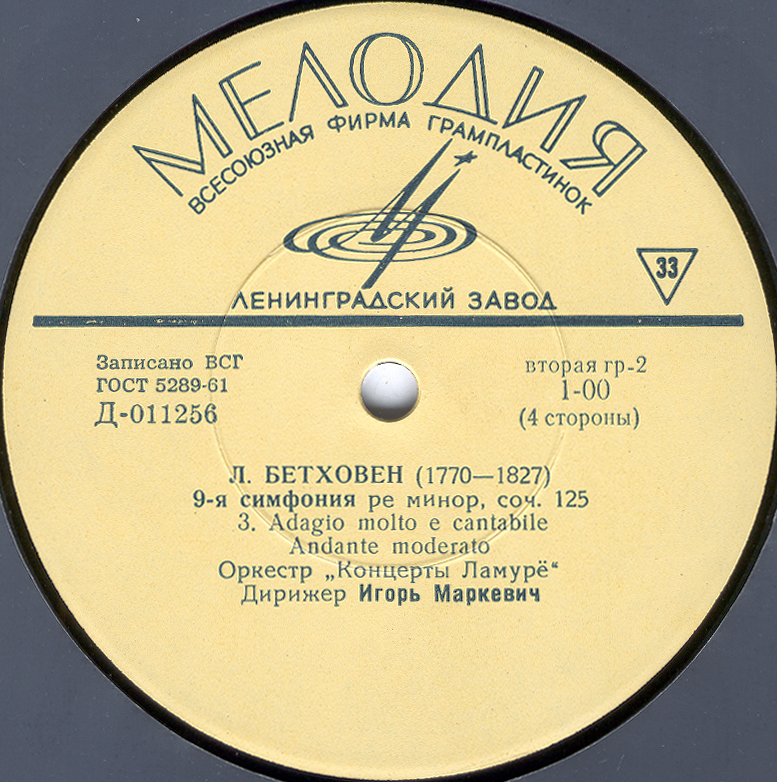 МЕЛОДИЯ
ВСЕСОЮЗНАЯ ФИРМА ГРАМПЛАСТИНОК
33
ЛЕНИНГРАДСКИЙ ЗАВОД
Записано ВСГ
ГОСТ 5289-61
Д-011256
вторая гр-2
1-00
(4 стороны)
Л. БЕТХОВЕН (1770—1827)
9-я симфония ре минор, соч. 125
3. Adagio molto e cantabile
Andante moderato
Оркестр „Концерты Ламурё“
Дирижер Игорь Маркевич